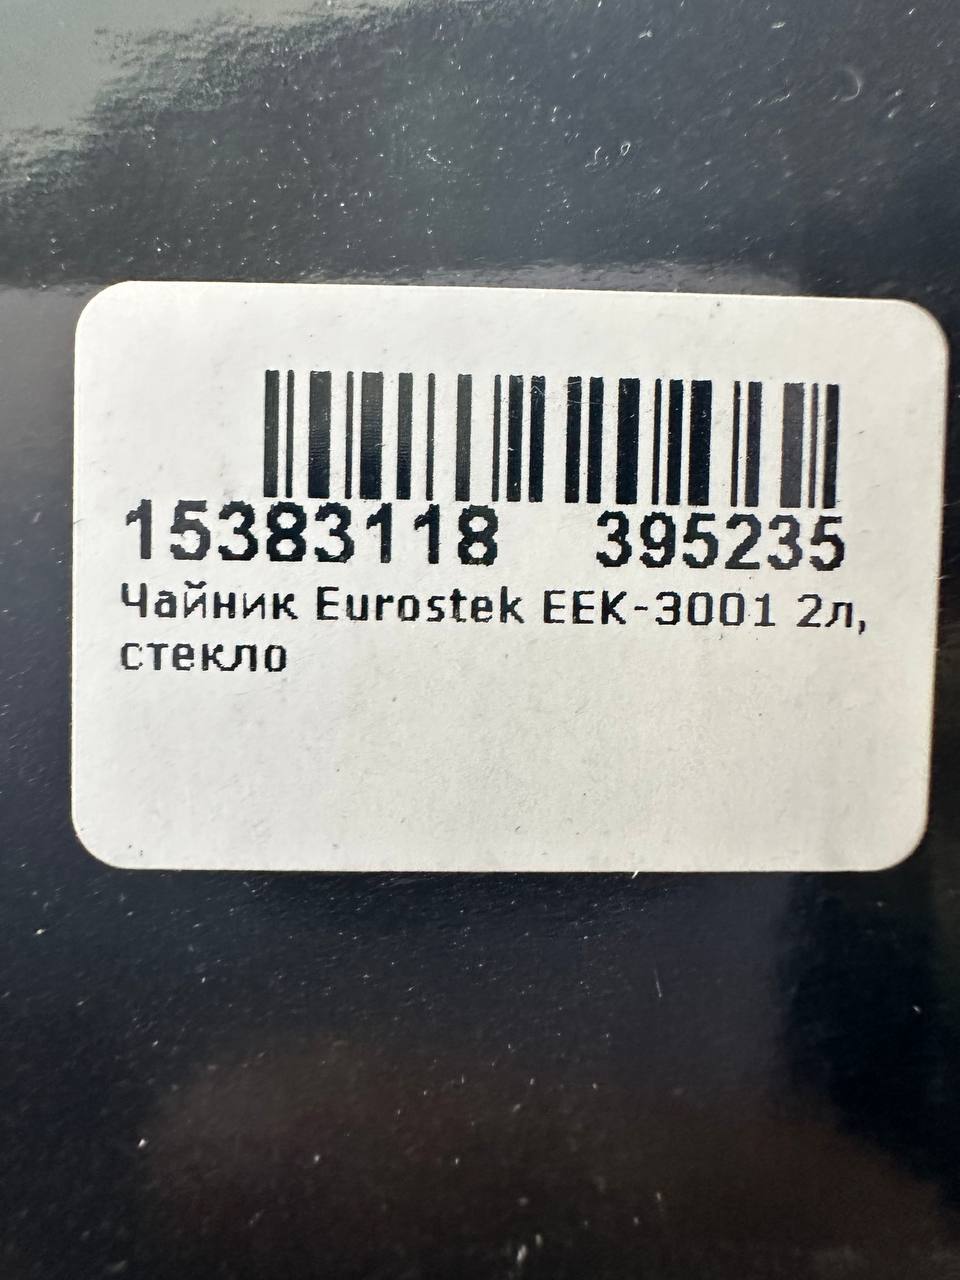 15383118 395235
Чайник Eurostek EEK-3001 2л,
стекло